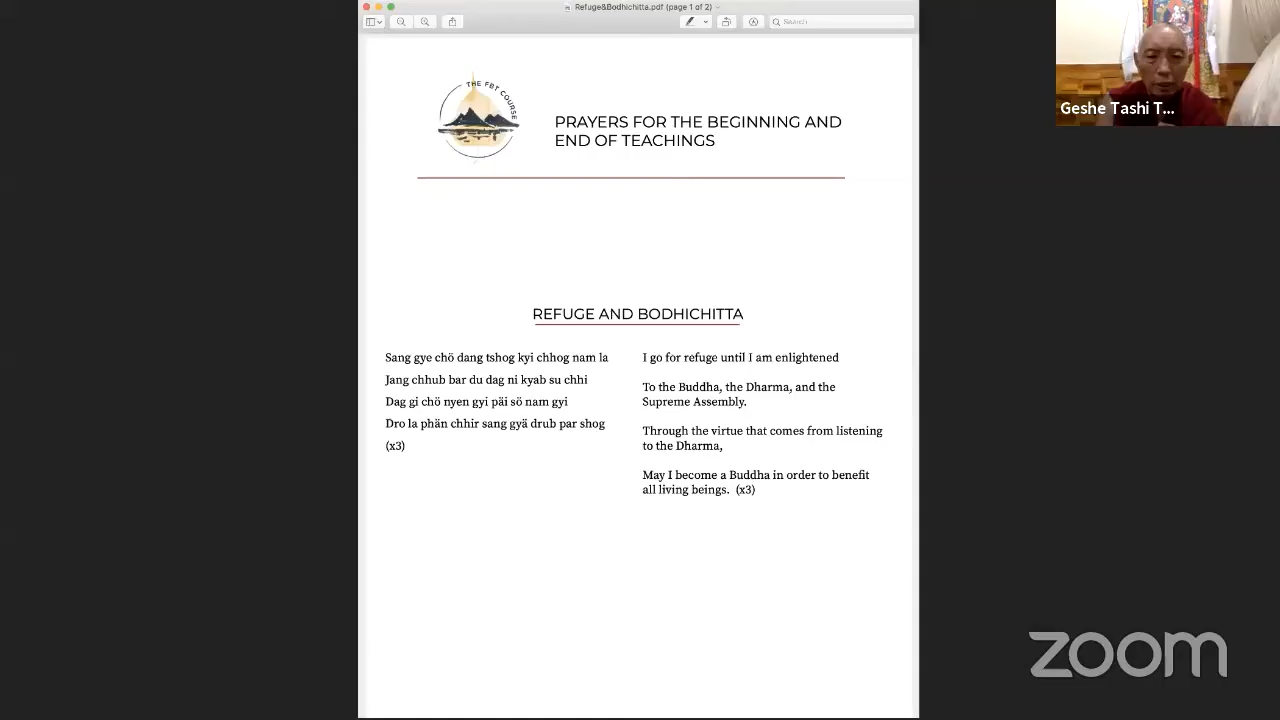 Refuge&Bodhichitta.pdf (page 1 of 2)
Search
THE FBT COURSE
PRAYERS FOR THE BEGINNING AND
END OF TEACHINGS
REFUGE AND BODHICHITTA
Sang gye chö dang tshog kyi chhog nam la
Jang chhub bar du dag ni kyab su chhi
Dag gi chö nyen gyi päi sö nam gyi
Dro la phän chhir sang gyä drub par shog
(x3)
I go for refuge until I am enlightened
To the Buddha, the Dharma, and the
Supreme Assembly.
Through the virtue that comes from listening
to the Dharma,
May I become a Buddha in order to benefit
all living beings. (x3)
Geshe Tashi T...
zoom